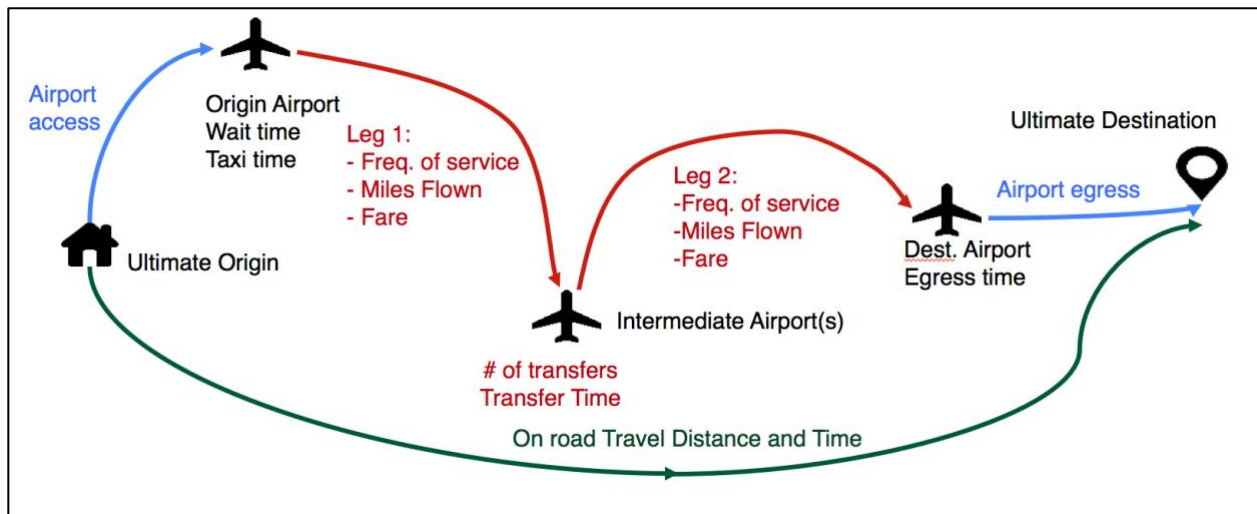 Airport
access
Origin Airport
Wait time
Taxi time
Leg 1:
- Freq. of service
- Miles Flown
- Fare
Ultimate Origin
Leg 2:
-Freq. of service
-Miles Flown
-Fare
Intermediate Airport(s)
# of transfers
Transfer Time
Dest. Airport
Egress time
Airport egress
Ultimate Destination
On road Travel Distance and Time